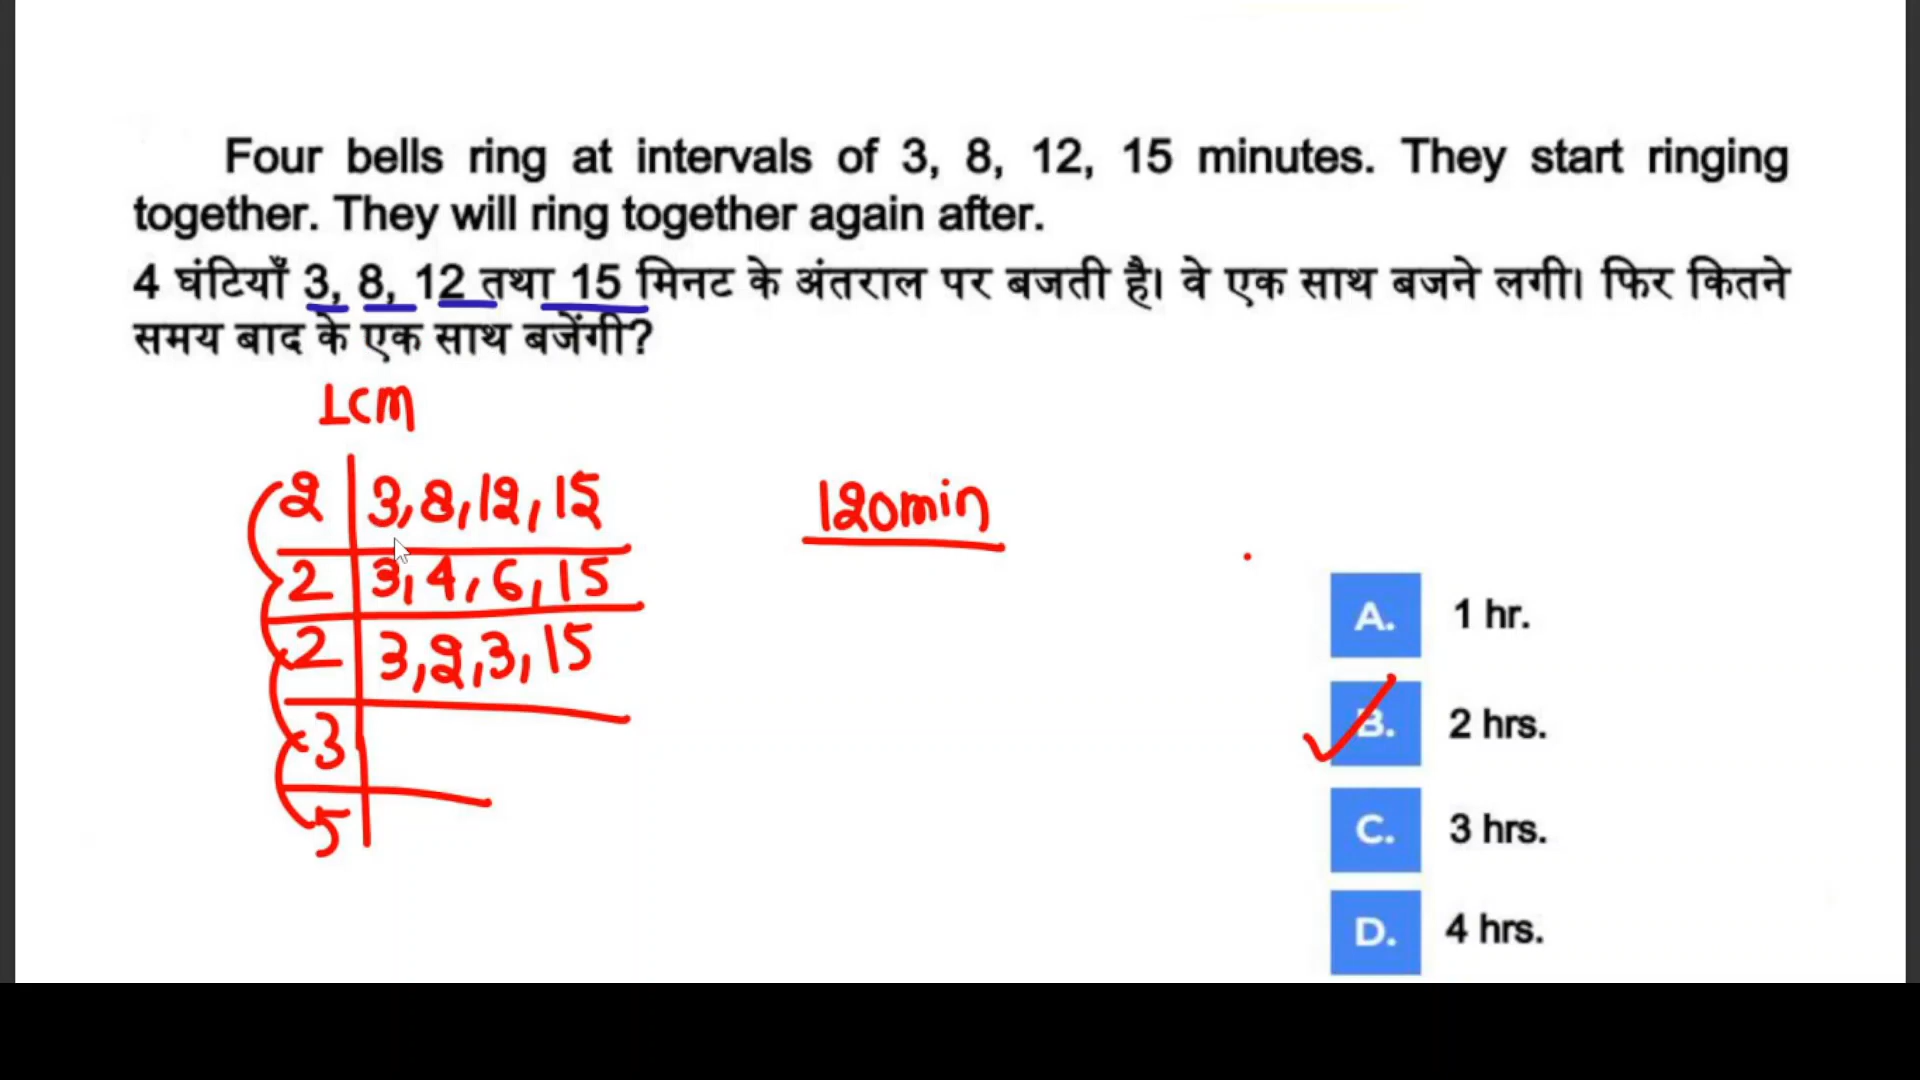 Four bells ring at intervals of 3, 8, 12, 15 minutes. They start ringing
together. They will ring together again after.
4 घंटियाँ 3, 8, 12 तथा 15 मिनट के अंतराल पर बजती है। वे एक साथ बजने लगी। फिर कितने
समय बाद के एक साथ बजेंगी?
LCM
2 3, 8, 12, 15
2 3, 4, 6, 15
2 3, 2, 3, 15
3
5
120min
A. 1 hr.
B. 2 hrs.
C. 3 hrs.
D. 4 hrs.